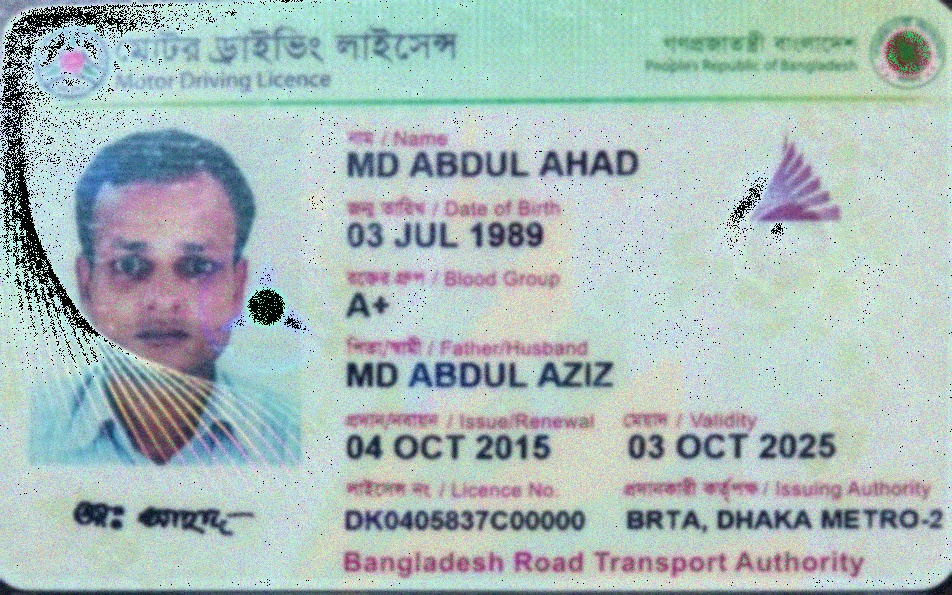 মোটর ড্রাইভিং লাইসেন্স
Motor Driving Licence
গণপ্রজাতন্ত্রী বাংলাদেশ
People's Republic of Bangladesh
নাম / Name
MD ABDUL AHAD
জন্ম তারিখ / Date of Birth
03 JUL 1989
রক্তের গ্রুপ / Blood Group
A+
পিতা/স্বামী / Father/Husband
MD ABDUL AZIZ
প্রদান/নবায়ন / Issue/Renewal
মেয়াদ / Validity
04 OCT 2015
03 OCT 2025
লাইসেন্স নং / Licence No.
প্রদানকারী কর্তৃপক্ষ / Issuing Authority
DK0405837C00000
BRTA, DHAKA METRO-2
মোঃ আহাদ
Bangladesh Road Transport Authority